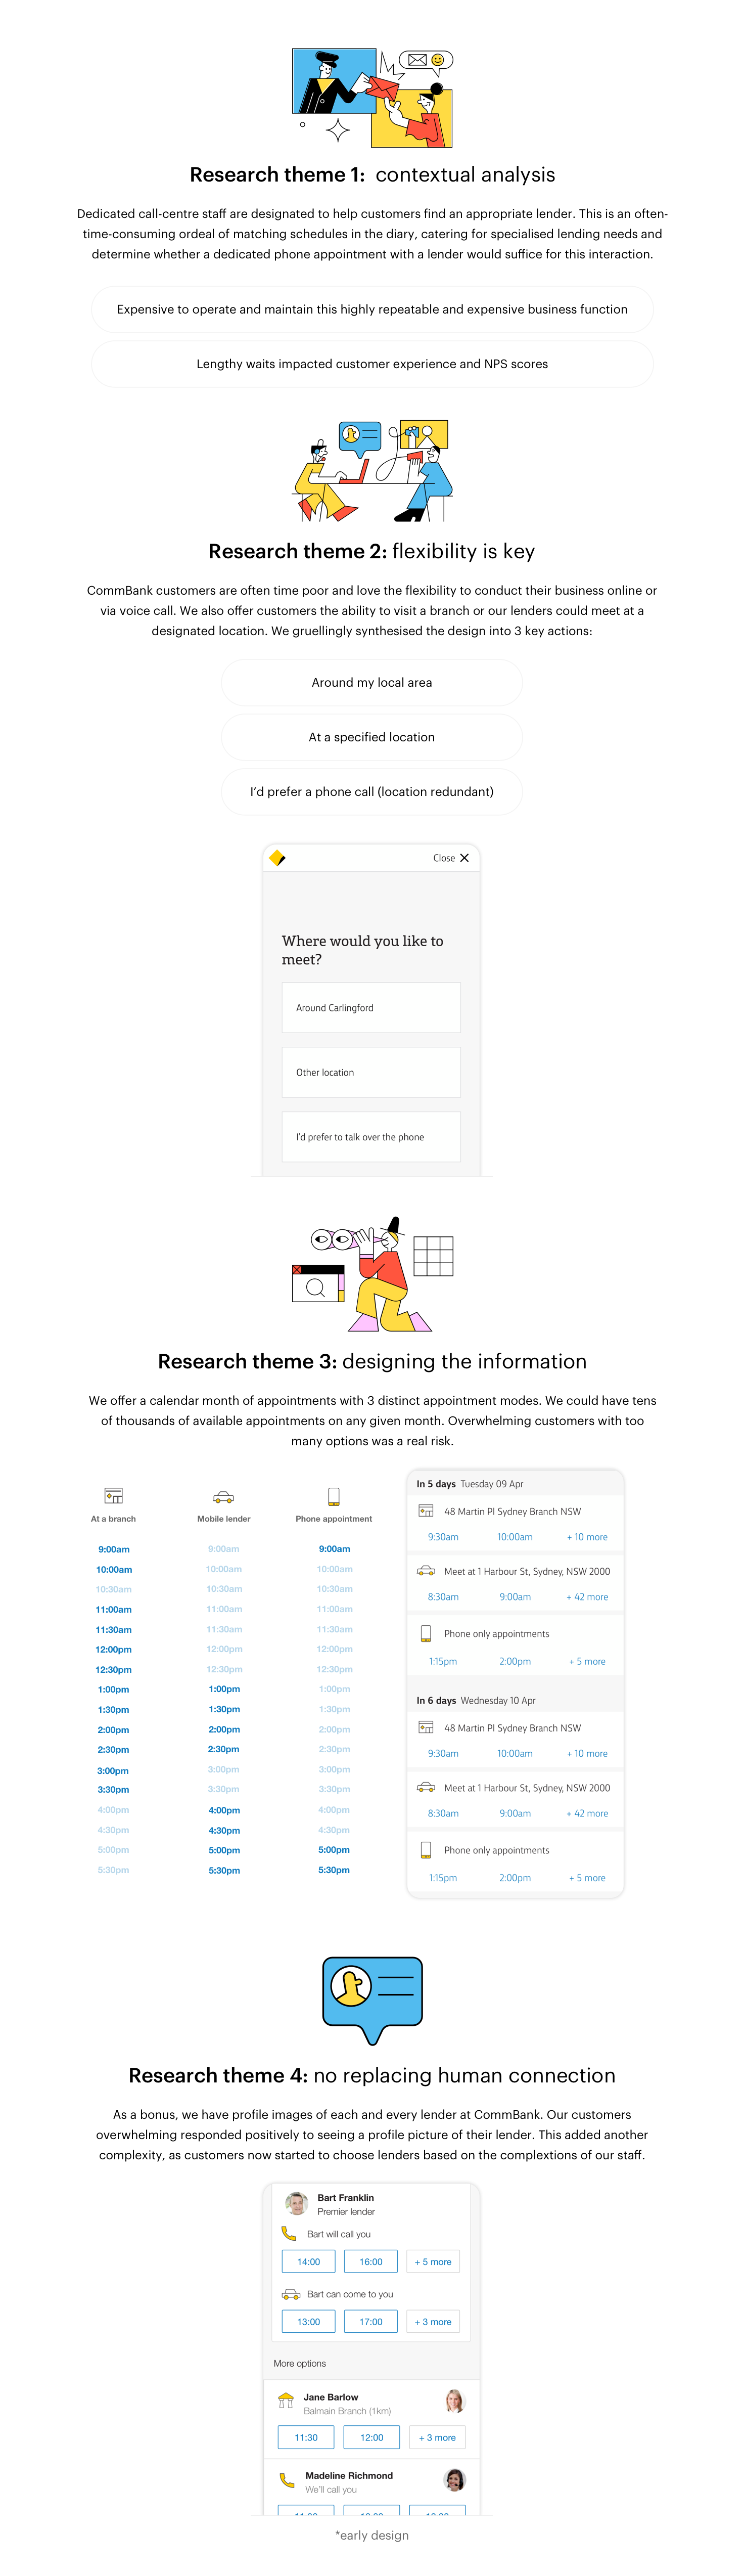 Research theme 1: contextual analysis
Dedicated call-centre staff are designated to help customers find an appropriate lender. This is an often-
time-consuming ordeal of matching schedules in the diary, catering for specialised lending needs and
determine whether a dedicated phone appointment with a lender would suffice for this interaction.
Expensive to operate and maintain this highly repeatable and expensive business function
Lengthy waits impacted customer experience and NPS scores
Research theme 2: flexibility is key
CommBank customers are often time poor and love the flexibility to conduct their business online or
via voice call. We also offer customers the ability to visit a branch or our lenders could meet at a
designated location. We gruellingly synthesised the design into 3 key actions:
Around my local area
At a specified location
I'd prefer a phone call (location redundant)
Close
Where would you like to
meet?
Around Carlingford
Other location
I'd prefer to talk over the phone
Research theme 3: designing the information
We offer a calendar month of appointments with 3 distinct appointment modes. We could have tens
of thousands of available appointments on any given month. Overwhelming customers with too
many options was a real risk.
At a branch Mobile lender Phone appointment
9:00am 9:00am 9:00am
10:00am 10:00am 10:00am
10:30am 10:30am 10:30am
11:00am 11:00am 11:00am
11:30am 11:30am 11:30am
12:00pm 12:00pm 12:00pm
12:30pm 12:30pm 12:30pm
1:00pm 1:00pm 1:00pm
1:30pm 1:30pm 1:30pm
2:00pm 2:00pm 2:00pm
2:30pm 2:30pm 2:30pm
3:00pm 3:00pm 3:00pm
3:30pm 3:30pm 3:30pm
4:00pm 4:00pm 4:00pm
4:30pm 4:30pm 4:30pm
5:00pm 5:00pm 5:00pm
5:30pm 5:30pm 5:30pm
In 5 days Tuesday 09 Apr
48 Martin Pl Sydney Branch NSW
9:30am 10:00am + 10 more
Meet at 1 Harbour St, Sydney, NSW 2000
8:30am 9:00am + 42 more
Phone only appointments
1:15pm 2:00pm + 5 more
In 6 days Wednesday 10 Apr
48 Martin Pl Sydney Branch NSW
9:30am 10:00am + 10 more
Meet at 1 Harbour St, Sydney, NSW 2000
8:30am 9:00am + 42 more
Phone only appointments
1:15pm 2:00pm + 5 more
Research theme 4: no replacing human connection
As a bonus, we have profile images of each and every lender at CommBank. Our customers
overwhelming responded positively to seeing a profile picture of their lender. This added another
complexity, as customers now started to choose lenders based on the complextions of our staff.
Bart Franklin
Premier lender
Bart will call you
14:00 16:00 + 5 more
Bart can come to you
13:00 17:00 + 3 more
More options
Jane Barlow
Balmain Branch (1km)
11:30 12:00 + 3 more
Madeline Richmond
We'll call you
*early design